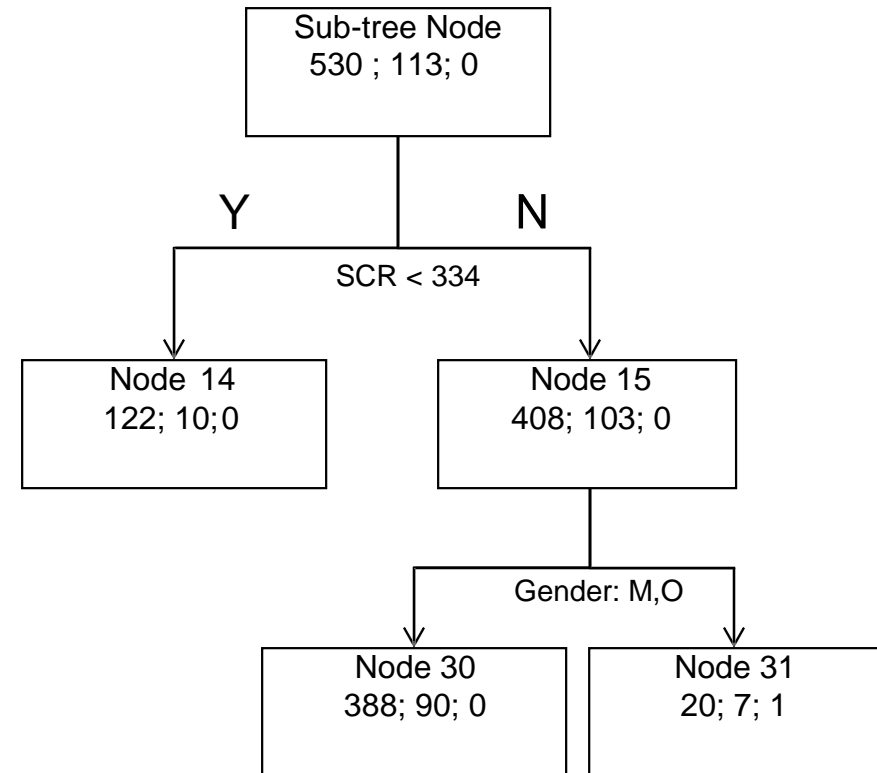 Sub-tree Node
530 ; 113; 0
Y
N
SCR < 334
Node 14
122; 10;0
Node 15
408; 103; 0
Gender: M,O
Node 30
388; 90; 0
Node 31
20; 7; 1